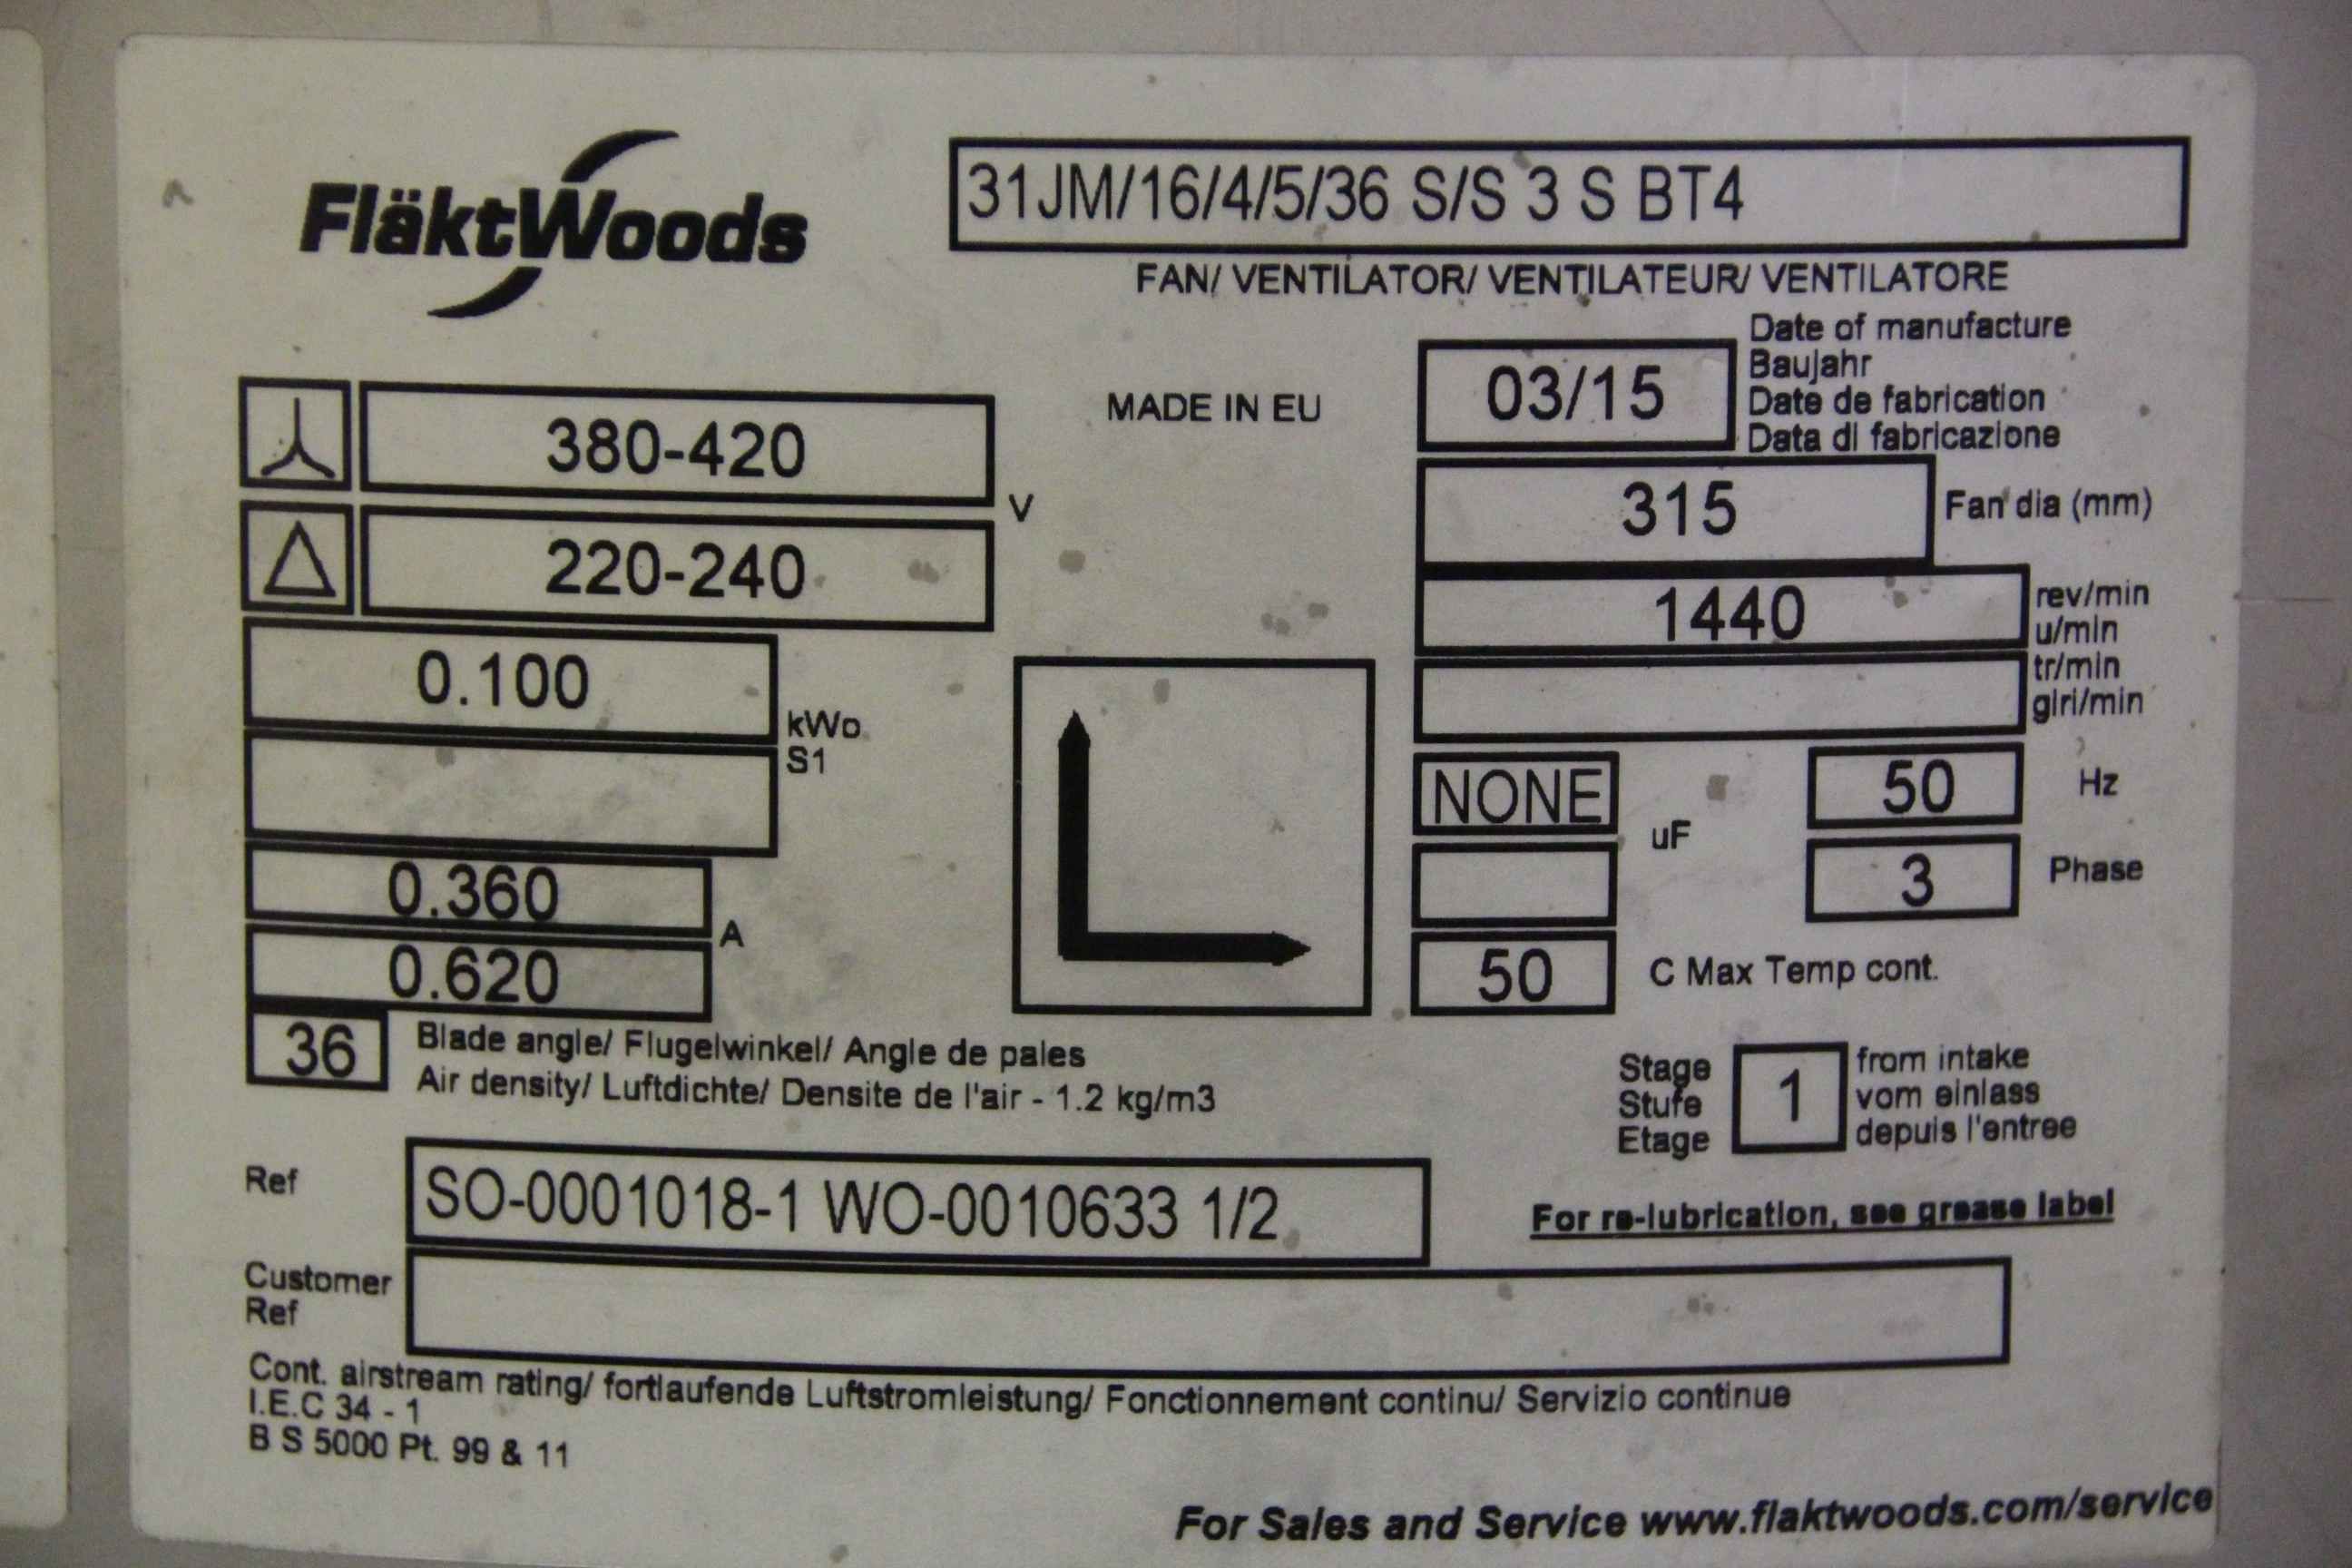 FläktWoods
31JM/16/4/5/36 S/S 3 S BT4
FAN/ VENTILATOR/ VENTILATEUR/ VENTILATORE
380-420
220-240
V
MADE IN EU
03/15
Date of manufacture
Baujahr
Date de fabrication
Data di fabricazione
315
Fan dia (mm)
1440
rev/min
u/min
tr/min
giri/min
0.100
kWo
S1
0.360
0.620
A
NONE
uF
50
Hz
3
Phase
50
C Max Temp cont.
36
Blade angle/ Flugelwinkel/ Angle de pales
Air density/ Luftdichte/ Densite de l'air - 1.2 kg/m3
Stage
Stufe
Etage
1
from intake
vom einlass
depuis l'entree
Ref
SO-0001018-1 WO-0010633 1/2
For re-lubrication, see grease label
Customer
Ref
Cont. airstream rating/ fortlaufende Luftstromleistung/ Fonctionnement continu/ Servizio continue
I.E.C 34 - 1
B S 5000 Pt. 99 & 11
For Sales and Service www.flaktwoods.com/service